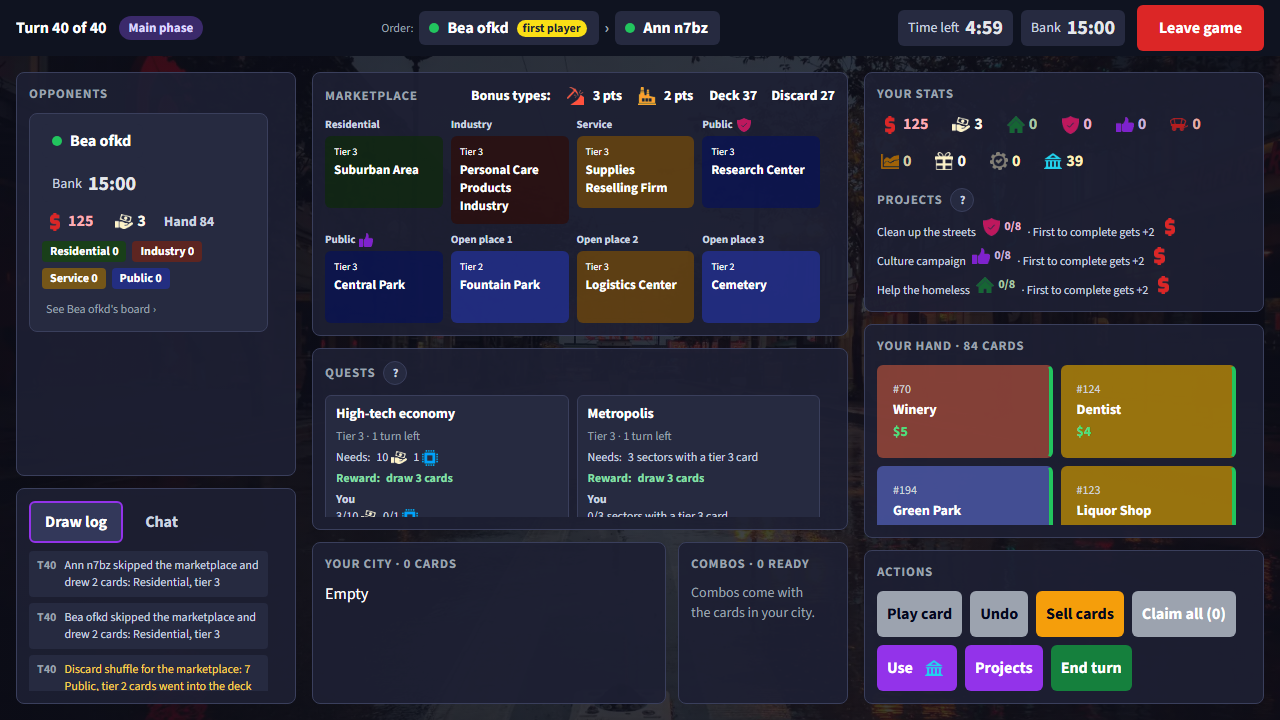 Turn 40 of 40
Main phase
Order:
Bea ofkd
first player
›
Ann n7bz
Time left 4:59
Bank 15:00
Leave game
OPPONENTS
Bea ofkd
Bank 15:00
125
3
Hand 84
Residential 0
Industry 0
Service 0
Public 0
See Bea ofkd's board ›
Draw log
Chat
T40 Ann n7bz skipped the marketplace and
drew 2 cards: Residential, tier 3
T40 Bea ofkd skipped the marketplace and
drew 2 cards: Residential, tier 3
T40 Discard shuffle for the marketplace: 7
Public, tier 2 cards went into the deck
MARKETPLACE
Bonus types:
3 pts
2 pts
Deck 37
Discard 27
Residential
Tier 3
Suburban Area
Industry
Tier 3
Personal Care
Products
Industry
Service
Tier 3
Supplies
Reselling Firm
Public
Tier 3
Research Center
Public
Tier 3
Central Park
Open place 1
Tier 2
Fountain Park
Open place 2
Tier 3
Logistics Center
Open place 3
Tier 2
Cemetery
QUESTS
?
High-tech economy
Tier 3 · 1 turn left
Needs: 10 1
Reward: draw 3 cards
You
3/10 0/1
Metropolis
Tier 3 · 1 turn left
Needs: 3 sectors with a tier 3 card
Reward: draw 3 cards
You
0/3 sectors with a tier 3 card
YOUR CITY · 0 CARDS
Empty
COMBOS · 0 READY
Combos come with
the cards in your city.
YOUR STATS
125
3
0
0
0
0
0
0
0
39
PROJECTS
?
Clean up the streets 0/8 · First to complete gets +2
Culture campaign 0/8 · First to complete gets +2
Help the homeless 0/8 · First to complete gets +2
YOUR HAND · 84 CARDS
#70
Winery
$5
#124
Dentist
$4
#194
Green Park
#123
Liquor Shop
ACTIONS
Play card
Undo
Sell cards
Claim all (0)
Use
Projects
End turn